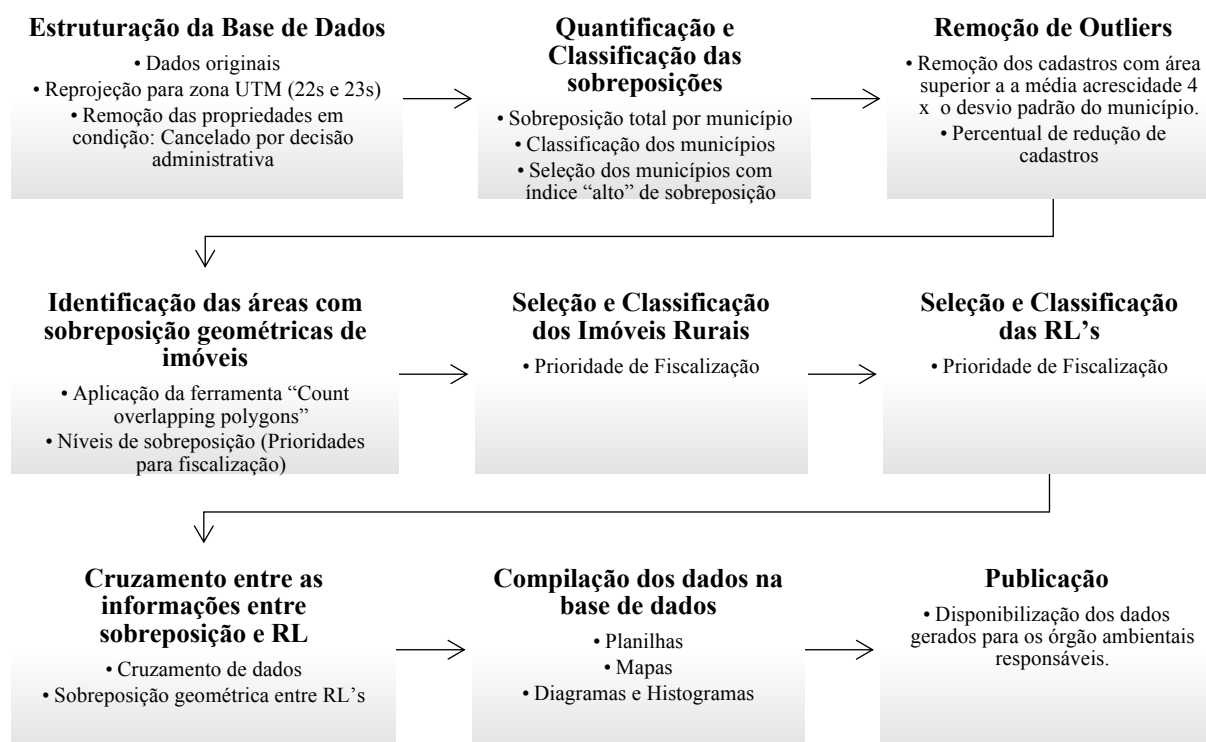 Estruturação da Base de Dados
• Dados originais
• Reprojeção para zona UTM (22s e 23s)
• Remoção das propriedades em
condição: Cancelado por decisão
administrativa
Quantificação e
Classificação das
sobreposições
• Sobreposição total por município
• Classificação dos municípios
• Seleção dos municípios com
índice “alto” de sobreposição
Remoção de Outliers
• Remoção dos cadastros com área
superior a a média acrescidade 4
x o desvio padrão do município.
• Percentual de redução de
cadastros
Identificação das áreas com
sobreposição geométricas de
imóveis
• Aplicação da ferramenta “Count
overlapping polygons”
• Níveis de sobreposição (Prioridades
para fiscalização)
Seleção e Classificação
dos Imóveis Rurais
• Prioridade de Fiscalização
Seleção e Classificação
das RL’s
• Prioridade de Fiscalização
Cruzamento entre as
informações entre
sobreposição e RL
• Cruzamento de dados
• Sobreposição geométrica entre RL’s
Compilação dos dados na
base de dados
• Planilhas
• Mapas
• Diagramas e Histogramas
Publicação
• Disponibilização dos dados
gerados para os órgão ambientais
responsáveis.